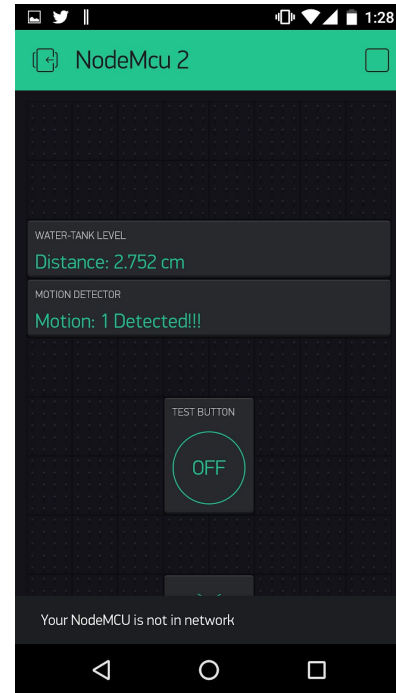 1:28
NodeMcu 2
WATER-TANK LEVEL
Distance: 2.752 cm
MOTION DETECTOR
Motion: 1 Detected!!!
TEST BUTTON
OFF
Your NodeMCU is not in network